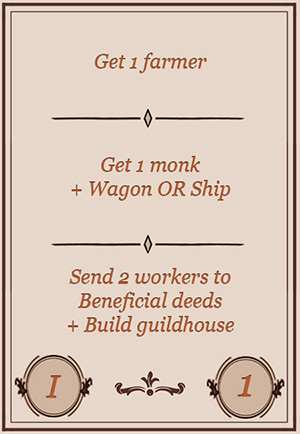 Get 1 farmer
Get 1 monk
+ Wagon OR Ship
Send 2 workers to
Beneficial deeds
+ Build guildhouse
I
1